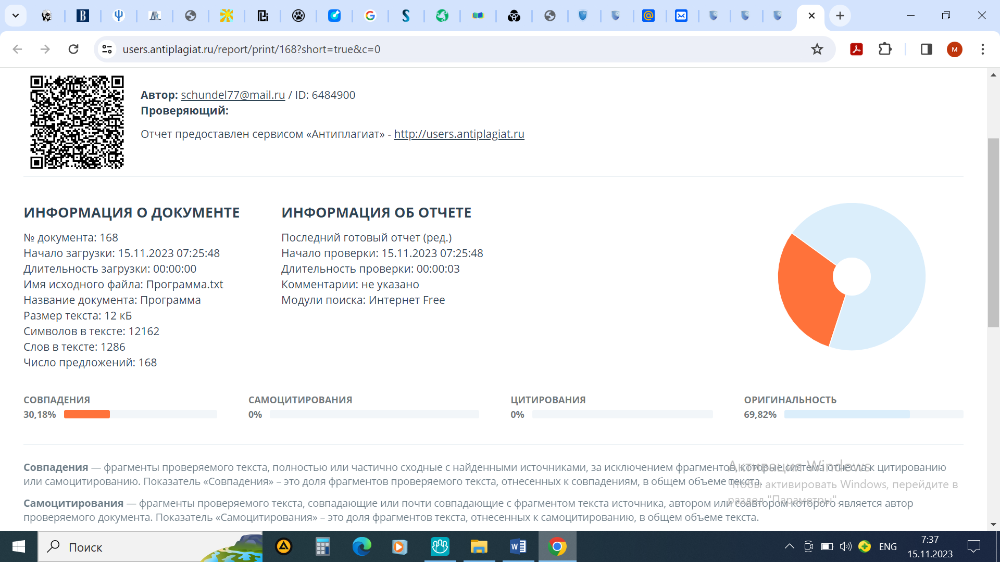 users.antiplagiat.ru/report/print/168?short=true&c=0
M
Автор: schundel77@mail.ru / ID: 6484900
Проверяющий:
Отчет предоставлен сервисом «Антиплагиат» - http://users.antiplagiat.ru
ИНФОРМАЦИЯ О ДОКУМЕНТЕ
№ документа: 168
Начало загрузки: 15.11.2023 07:25:48
Длительность загрузки: 00:00:00
Имя исходного файла: Программа.txt
Название документа: Программа
Размер текста: 12 кБ
Символов в тексте: 12162
Слов в тексте: 1286
Число предложений: 168
ИНФОРМАЦИЯ ОБ ОТЧЕТЕ
Последний готовый отчет (ред.)
Начало проверки: 15.11.2023 07:25:48
Длительность проверки: 00:00:03
Комментарии: не указано
Модули поиска: Интернет Free
СОВПАДЕНИЯ
30,18%
САМОЦИТИРОВАНИЯ
0%
ЦИТИРОВАНИЯ
0%
ОРИГИНАЛЬНОСТЬ
69,82%
Совпадения — фрагменты проверяемого текста, полностью или частично сходные с найденными источниками, за исключением фрагментов, которые система отнесла к цитированию
или самоцитированию. Показатель «Совпадения» – это доля фрагментов проверяемого текста, отнесенных к совпадениям, в общем объеме текста.
Самоцитирования — фрагменты проверяемого текста, совпадающие или почти совпадающие с фрагментом текста источника, автором или соавтором которого является автор
проверяемого документа. Показатель «Самоцитирования» – это доля фрагментов текста, отнесенных к самоцитированию, в общем объеме текста.
Активация Windows
Чтобы активировать Windows, перейдите в
раздел "Параметры".
Поиск
ENG
7:37
15.11.2023